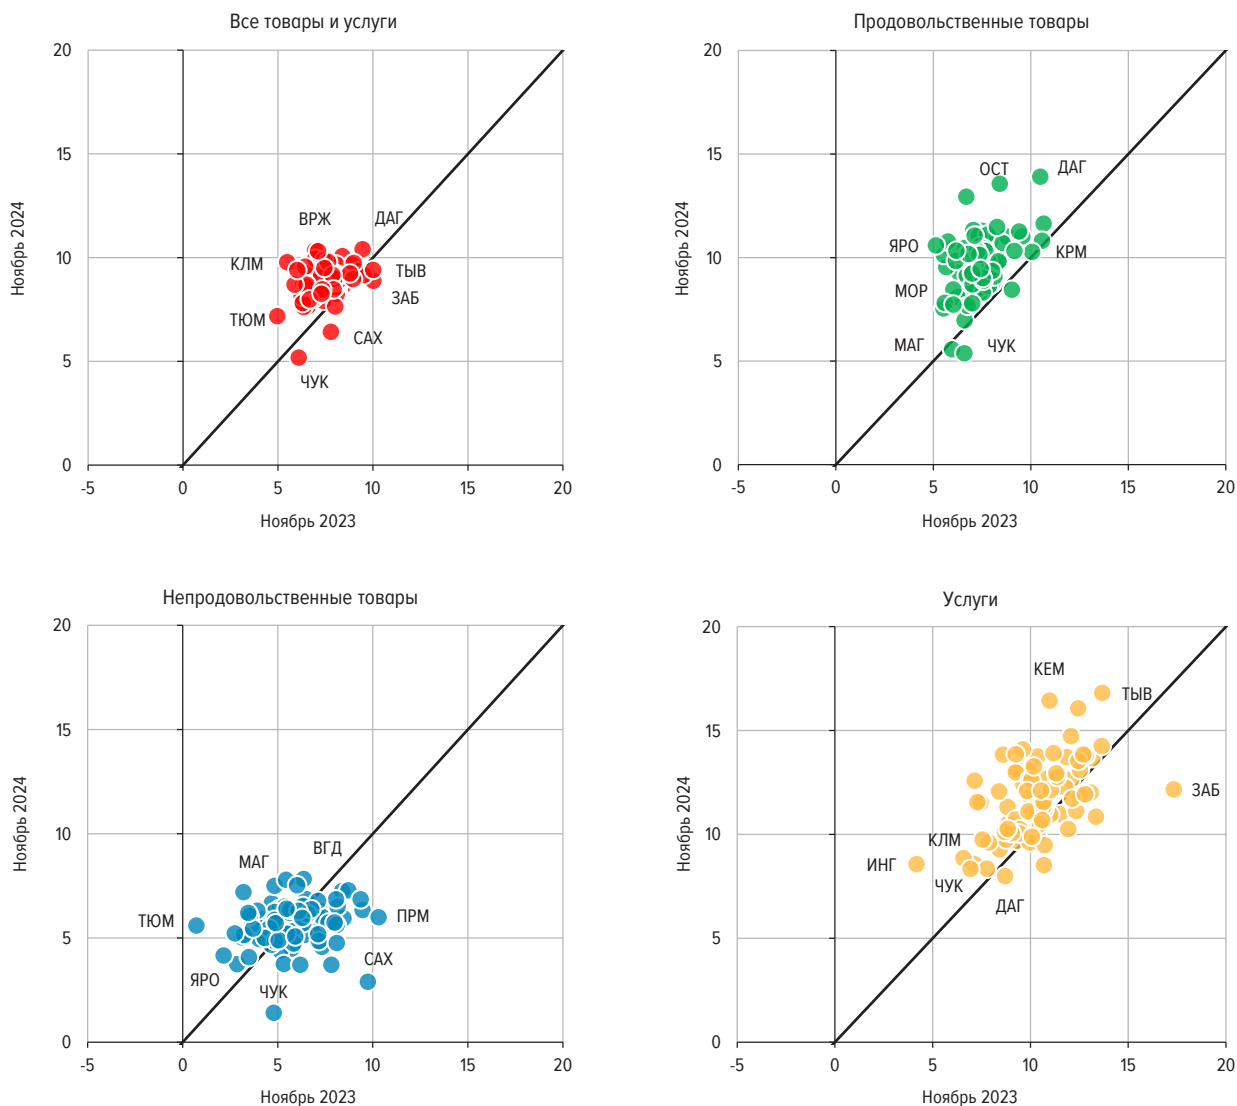 Все товары и услуги
20
15
10
5
0
-5
0
5
10
15
20
Ноябрь 2024
Ноябрь 2023
ВРЖ
ДАГ
КЛМ
ТЫВ
ЗАБ
ТЮМ
САХ
ЧУК
Продовольственные товары
20
15
10
5
0
-5
0
5
10
15
20
Ноябрь 2024
Ноябрь 2023
ОСТ
ДАГ
ЯРО
КРМ
МОР
МАГ
ЧУК
Непродовольственные товары
20
15
10
5
0
-5
0
5
10
15
20
Ноябрь 2024
Ноябрь 2023
МАГ
ВГД
ТЮМ
ПРМ
ЯРО
САХ
ЧУК
Услуги
20
15
10
5
0
-5
0
5
10
15
20
Ноябрь 2024
Ноябрь 2023
КЕМ
ТЫВ
ЗАБ
КЛМ
ИНГ
ЧУК
ДАГ